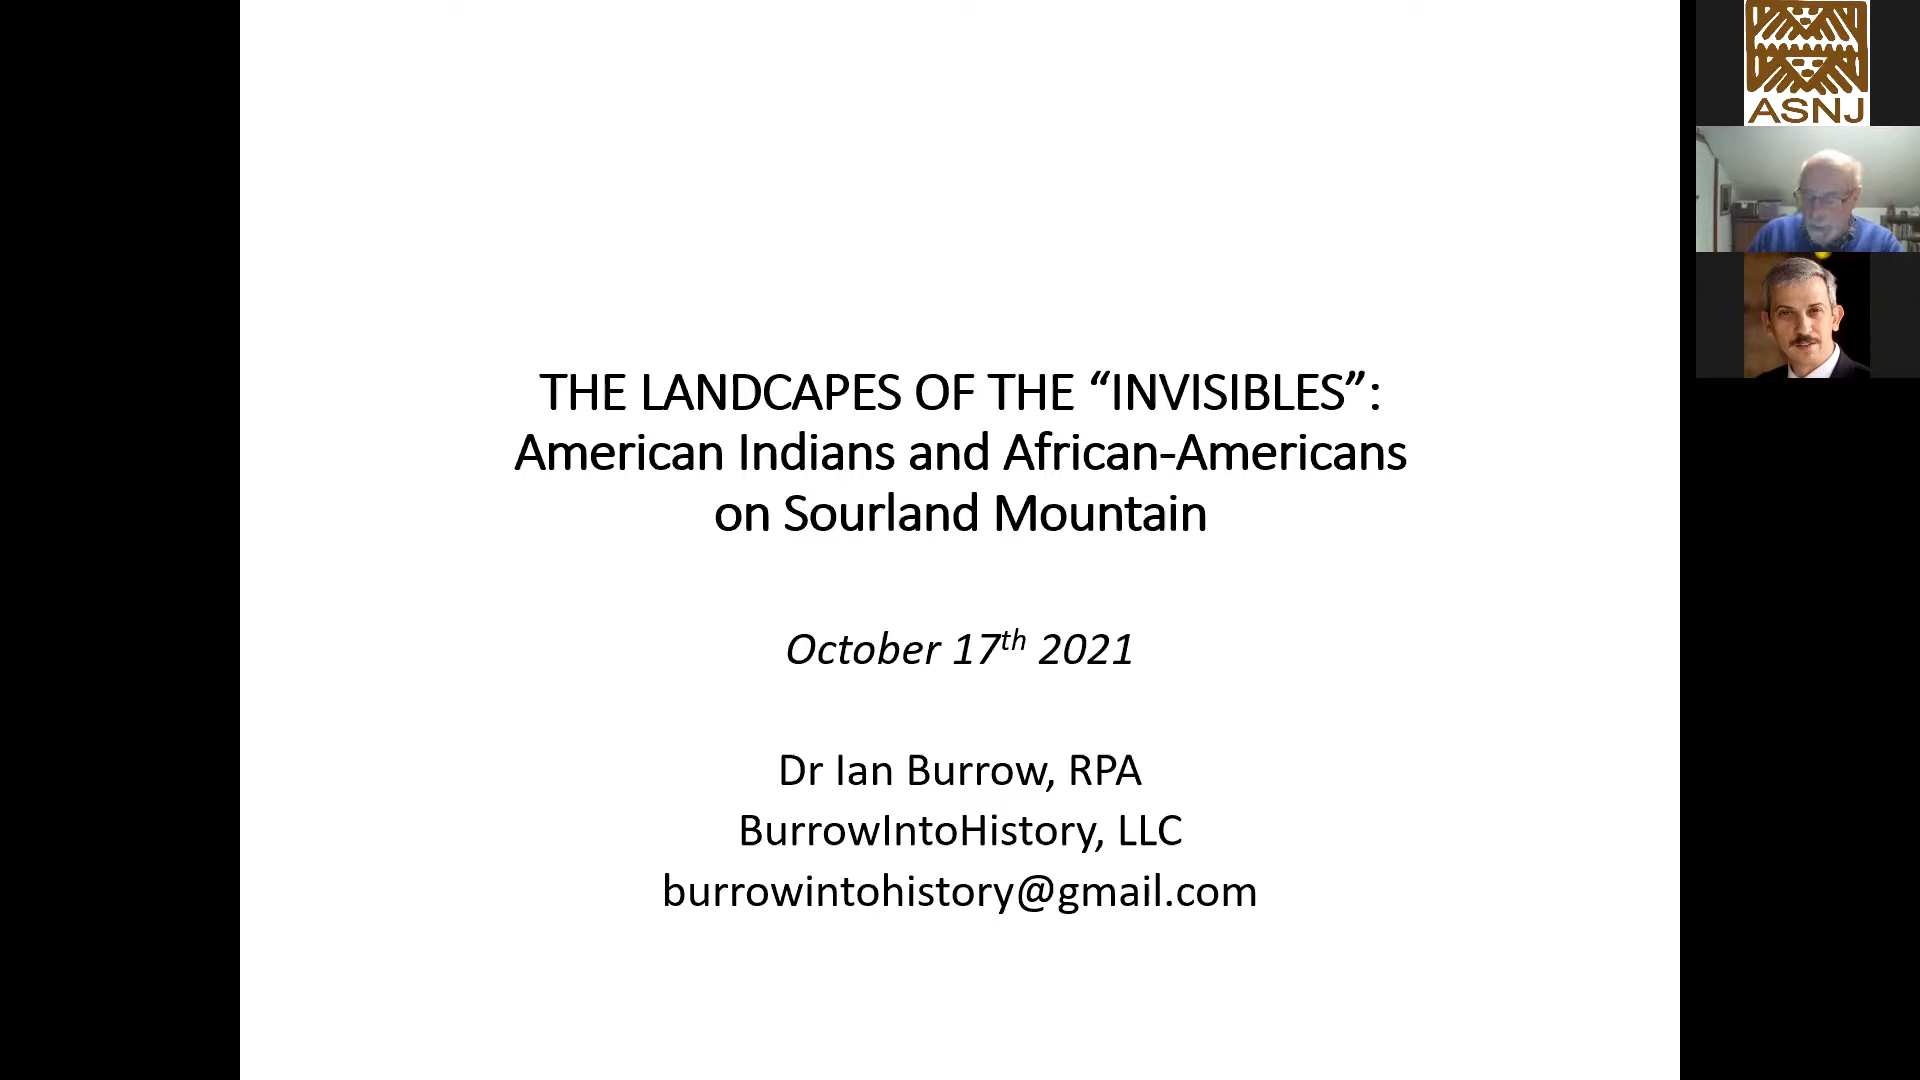 THE LANDCAPES OF THE “INVISIBLES”:
American Indians and African-Americans
on Sourland Mountain
October 17th 2021
Dr Ian Burrow, RPA
BurrowIntoHistory, LLC
burrowintohistory@gmail.com
ASNJ